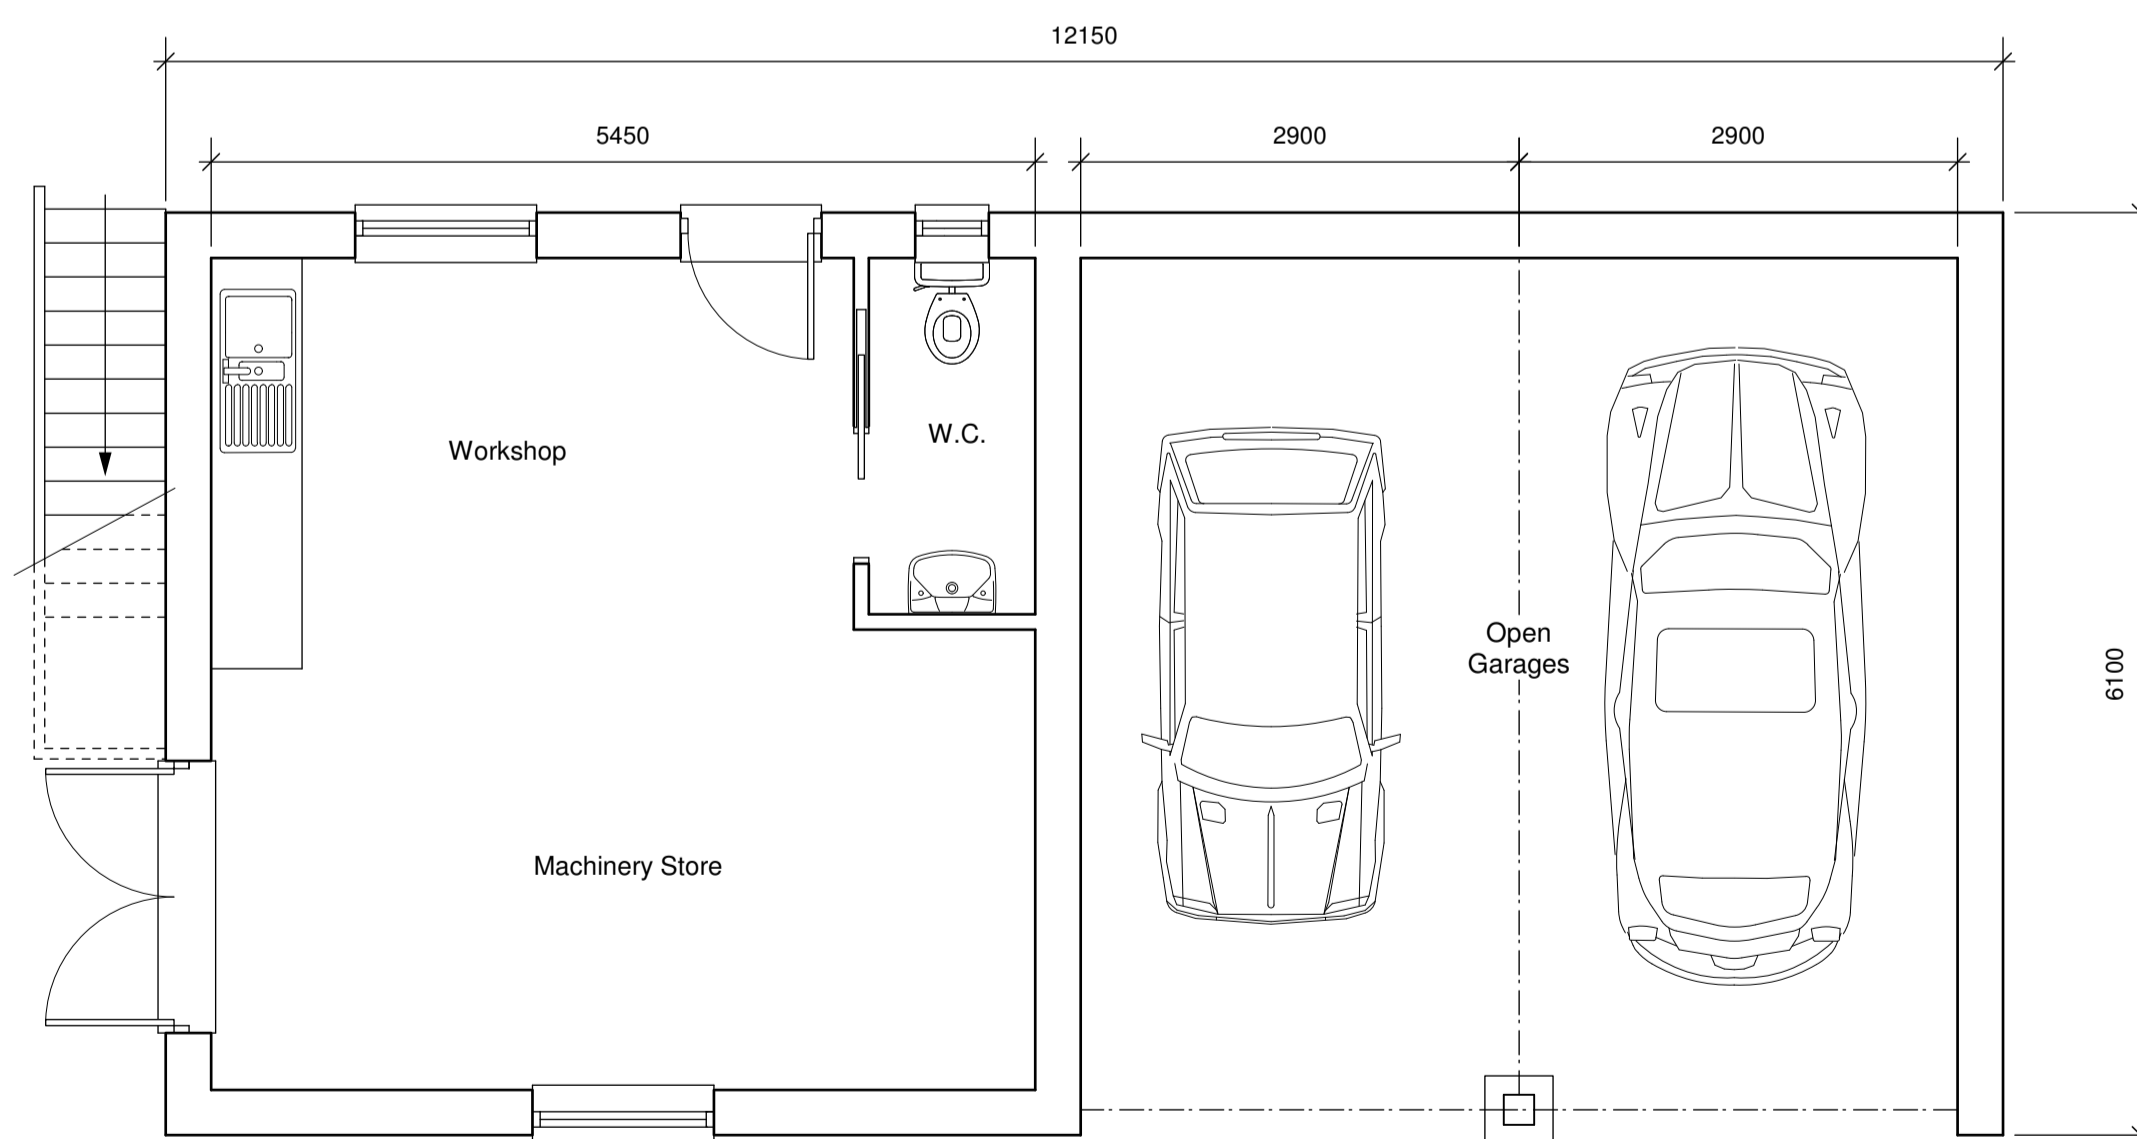 12150
5450
2900
2900
Workshop
W.C.
Open
Garages
6100
Machinery Store